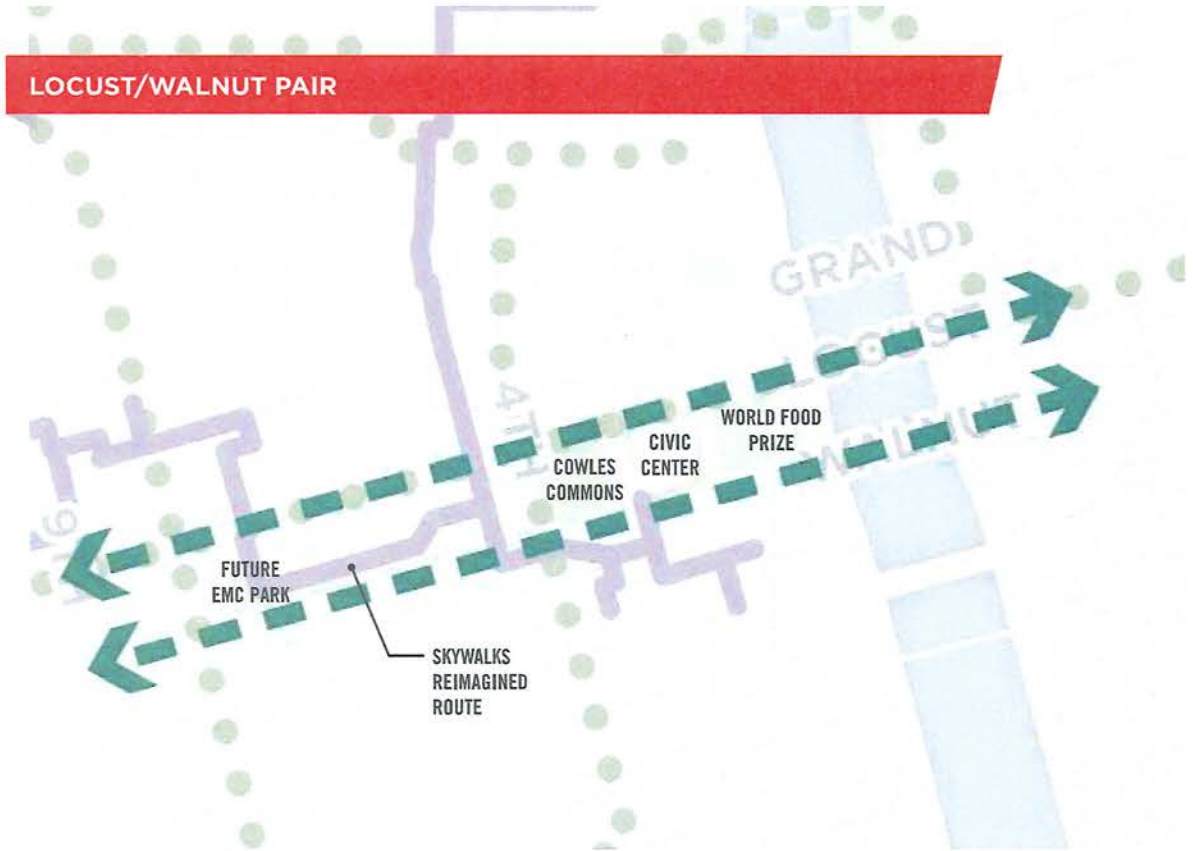 LOCUST/WALNUT PAIR
GRAND
LOCUST
WALNUT
4TH
WORLD FOOD
PRIZE
CIVIC
CENTER
COWLES
COMMONS
9TH
FUTURE
EMC PARK
SKYWALKS
REIMAGINED
ROUTE